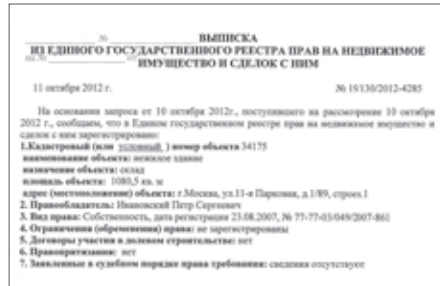 №
ВЫПИСКА
ИЗ ЕДИНОГО ГОСУДАРСТВЕННОГО РЕЕСТРА ПРАВ НА НЕДВИЖИМОЕ
на № от
ИМУЩЕСТВО И СДЕЛОК С НИМ
11 октября 2012 г. № 19/130/2012-4285
На основании запроса от 10 октября 2012г., поступившего на рассмотрение 10 октября
2012 г., сообщаем, что в Едином государственном реестре прав на недвижимое имущество и
сделок с ним зарегистрировано:
1.Кадастровый (или условный ) номер объекта 34175
наименование объекта: нежилое здание
назначение объекта: склад
площадь объекта: 1080,5 кв. м
адрес (местоположение) объекта: г.Москва, ул.11-я Парковая, д.1/89, строен.1
2. Правообладатель: Ивановский Петр Сергеевич
3. Вид права: Собственность, дата регистрации 23.08.2007, № 77-77-03/049/2007-861
4. Ограничения (обременения) права: не зарегистрированы
5. Договоры участия в долевом строительстве: нет
6. Правопритязания: нет
7. Заявленные в судебном порядке права требования: сведения отсутствуют